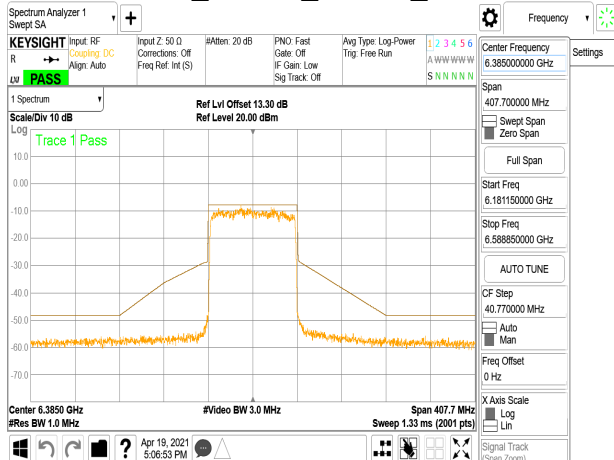 Spectrum Analyzer 1
Swept SA
Frequency
KEYSIGHT
Input: RF
Coupling: DC
Align: Auto
Input Z: 50 Ω
Corrections: Off
Freq Ref: Int (S)
#Atten: 20 dB
PNO: Fast
Gate: Off
IF Gain: Low
Sig Track: Off
Avg Type: Log-Power
Trig: Free Run
1 2 3 4 5 6
A W W W W W
S N N N N N
R
LXI
PASS
1 Spectrum
Scale/Div 10 dB
Ref Lvl Offset 13.30 dB
Ref Level 20.00 dBm
Log
Trace 1 Pass
10.0
0.00
-10.0
-20.0
-30.0
-40.0
-50.0
-60.0
-70.0
Center 6.3850 GHz
#Res BW 1.0 MHz
#Video BW 3.0 MHz
Span 407.7 MHz
Sweep 1.33 ms (2001 pts)
Apr 19, 2021
5:06:53 PM
?
Settings
Center Frequency
6.385000000 GHz
Span
407.700000 MHz
Swept Span
Zero Span
Full Span
Start Freq
6.181150000 GHz
Stop Freq
6.588850000 GHz
AUTO TUNE
CF Step
40.770000 MHz
Auto
Man
Freq Offset
0 Hz
X Axis Scale
Log
Lin
Signal Track
(Span Zoom)